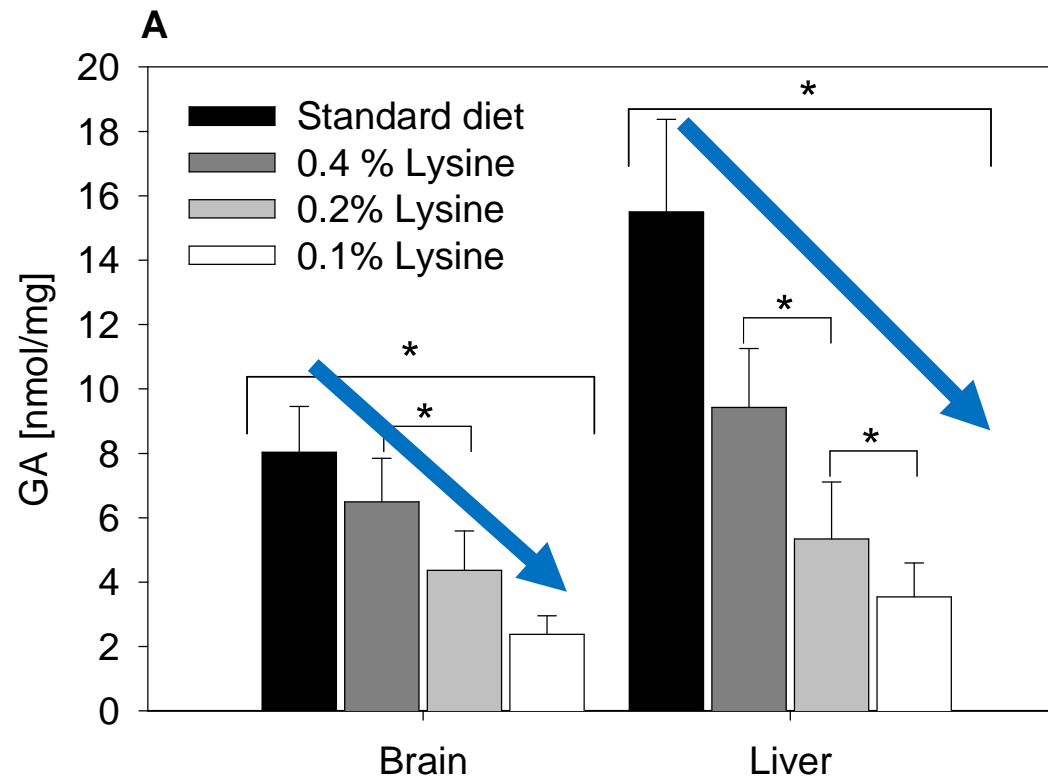 A
20
18
16
14
12
10
8
6
4
2
0
GA [nmol/mg]
Standard diet
0.4 % Lysine
0.2% Lysine
0.1% Lysine
*
*
*
*
*
Brain Liver